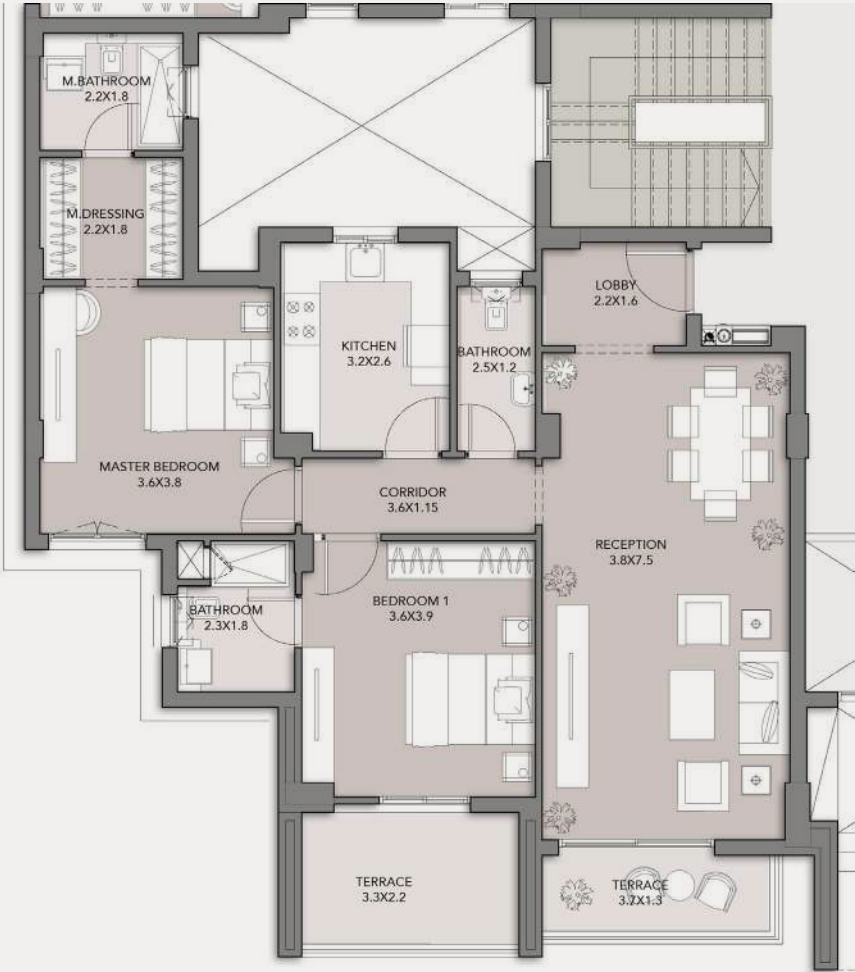 M.BATHROOM
2.2X1.8
M.DRESSING
2.2X1.8
LOBBY
2.2X1.6
KITCHEN
3.2X2.6
BATHROOM
2.5X1.2
MASTER BEDROOM
3.6X3.8
CORRIDOR
3.6X1.15
RECEPTION
3.8X7.5
BATHROOM
2.3X1.8
BEDROOM 1
3.6X3.9
TERRACE
3.3X2.2
TERRACE
3.7X1.3